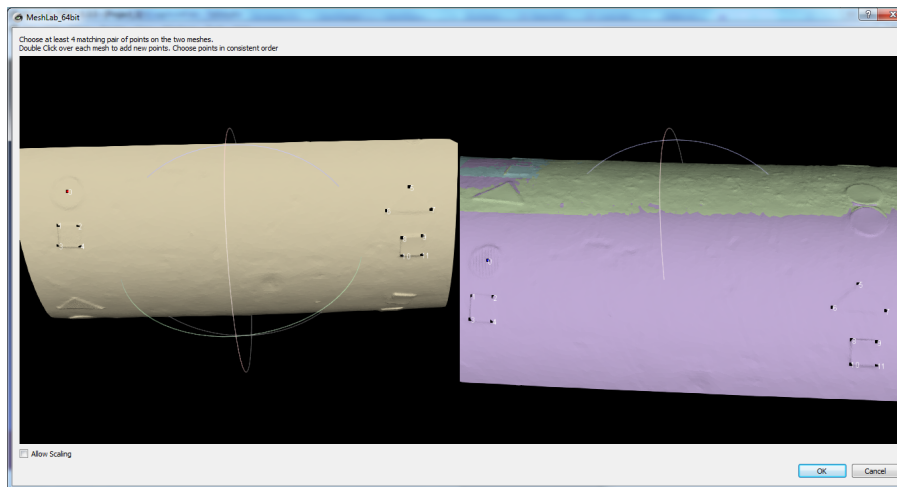 MeshLab_64bit
Choose at least 4 matching pair of points on the two meshes.
Double Click over each mesh to add new points. Choose points in consistent order
Allow Scaling
OK
Cancel